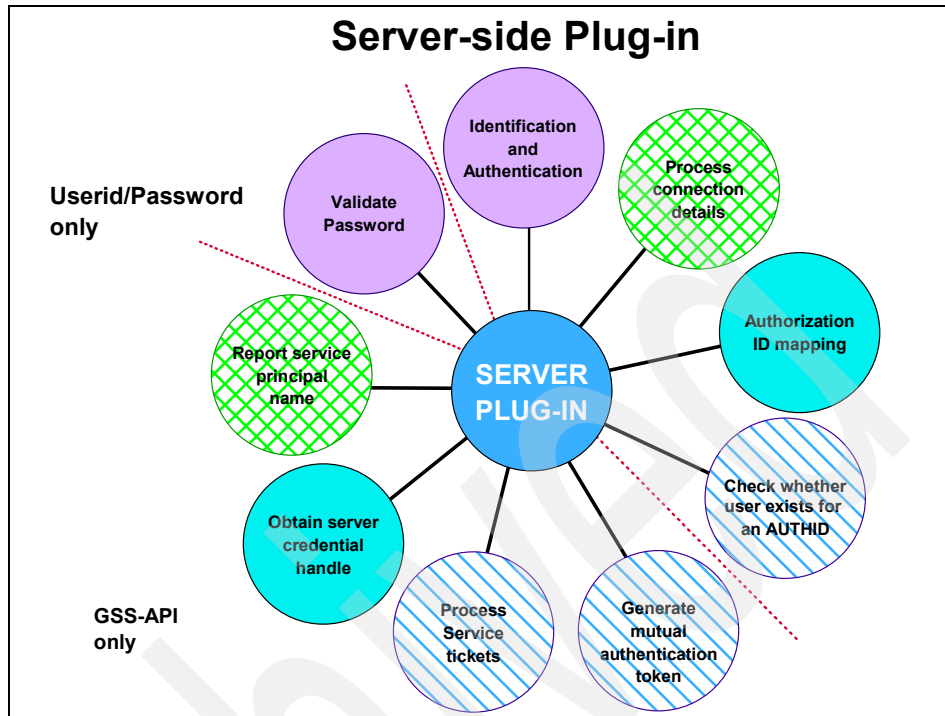 Server-side Plug-in
Identification
and
Authentication
Process
connection
details
Userid/Password
only
Validate
Password
Authorization
ID mapping
Report service
principal
name
SERVER
PLUG-IN
Check whether
user exists for
an AUTHID
Obtain server
credential
handle
GSS-API
only
Process
Service
tickets
Generate
mutual
authentication
token